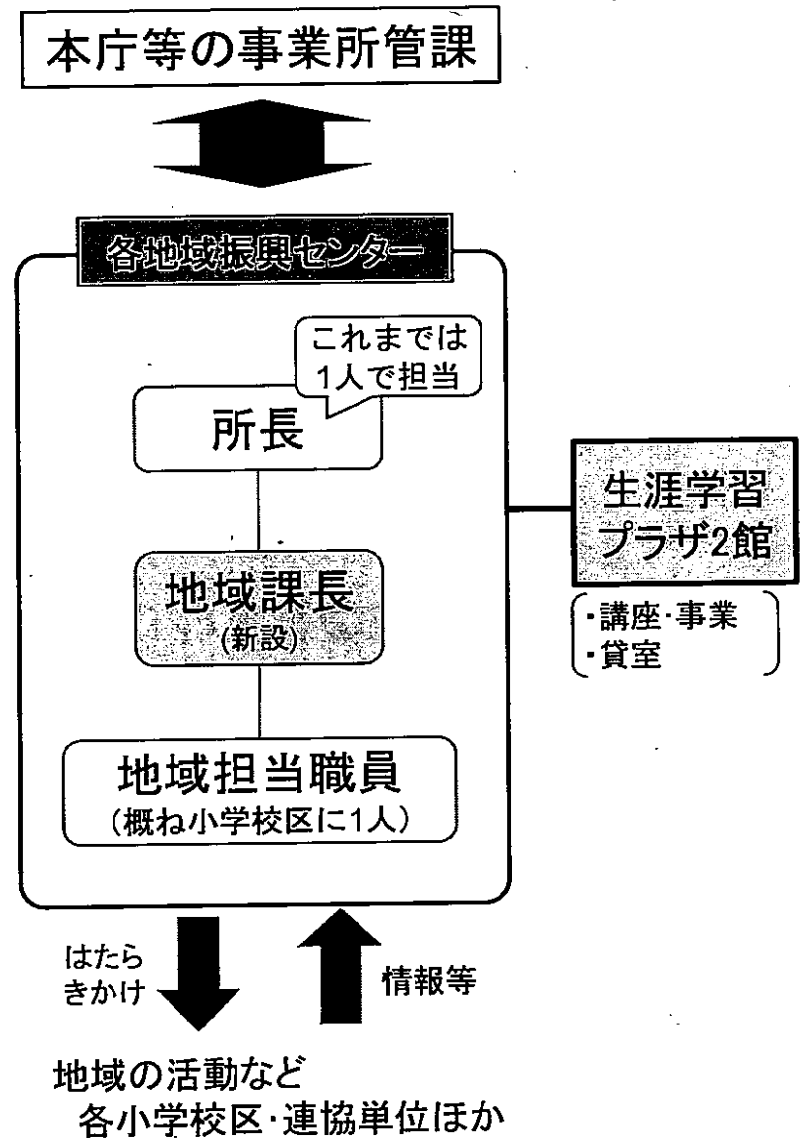 本庁等の事業所管課
各地域振興センター
これまでは
1人で担当
所長
地域課長
(新設)
地域担当職員
(概ね小学校区に1人)
生涯学習
プラザ2館
・講座・事業
・貸室
はたら
きかけ
情報等
地域の活動など
各小学校区・連協単位ほか